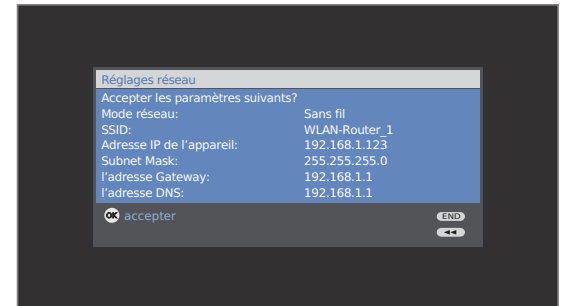 Réglages réseau
Accepter les paramètres suivants?
Mode réseau: Sans fil
SSID: WLAN-Router_1
Adresse IP de l’appareil: 192.168.1.123
Subnet Mask: 255.255.255.0
l’adresse Gateway: 192.168.1.1
l’adresse DNS: 192.168.1.1
OK accepter END